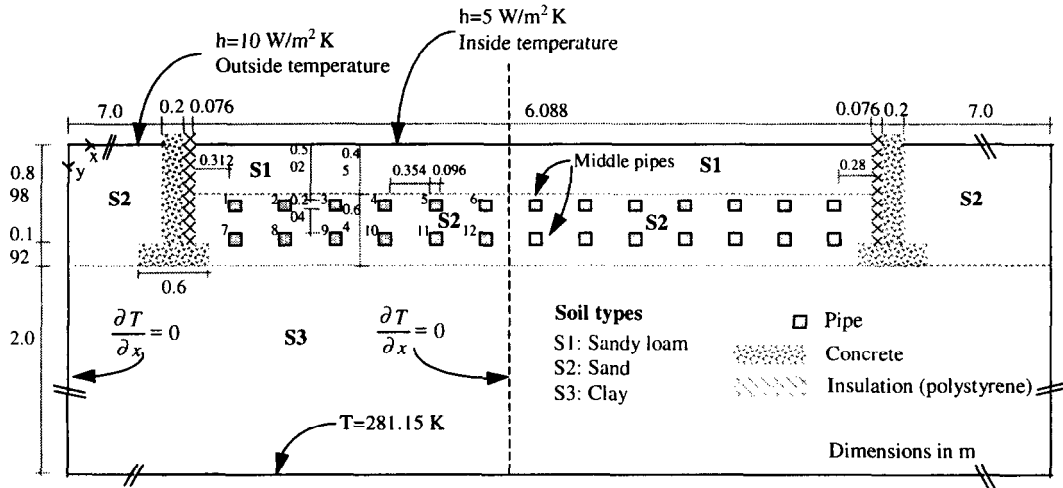 h=10 W/m² K
Outside temperature
h=5 W/m² K
Inside temperature
7.0
0.2
0.076
6.088
0.076
0.2
7.0
x
y
0.8
98
0.1
92
2.0
S2
0.312
S1
0.5
02
0.4
5
0.354
0.096
Middle pipes
S1
0.28
S2
1
2
0.2
3
4
5
6
04
0.6
4
S2
S2
7
8
9
10
11
12
0.6
∂T/∂x = 0
S3
∂T/∂x = 0
T=281.15 K
Soil types
S1: Sandy loam
S2: Sand
S3: Clay
Pipe
Concrete
Insulation (polystyrene)
Dimensions in m